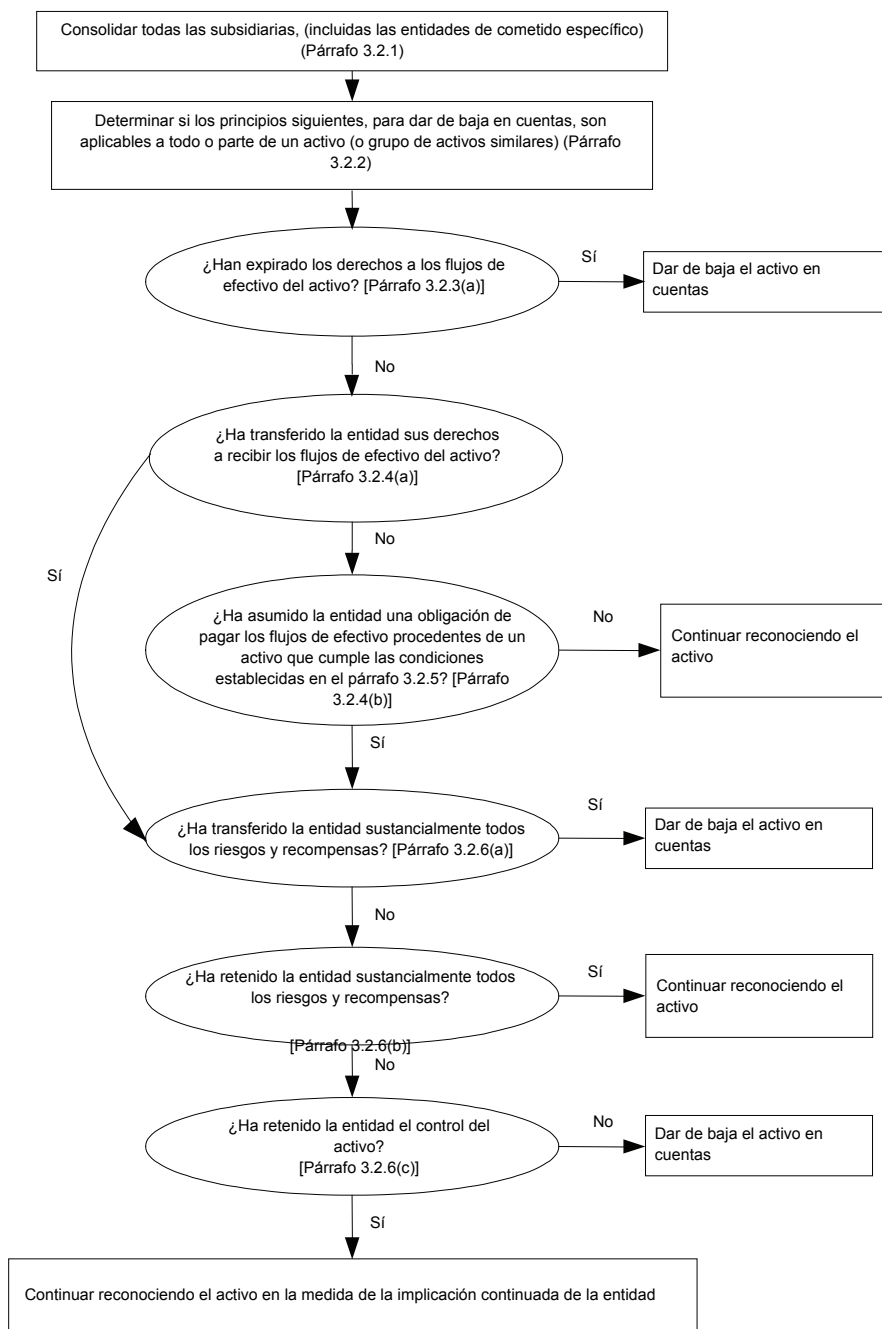 Consolidar todas las subsidiarias, (incluidas las entidades de cometido específico)
(Párrafo 3.2.1)
Determinar si los principios siguientes, para dar de baja en cuentas, son
aplicables a todo o parte de un activo (o grupo de activos similares) (Párrafo
3.2.2)
¿Han expirado los derechos a los flujos de
efectivo del activo? [Párrafo 3.2.3(a)]
Sí
Dar de baja el activo en
cuentas
No
¿Ha transferido la entidad sus derechos
a recibir los flujos de efectivo del activo?
[Párrafo 3.2.4(a)]
No
Sí
¿Ha asumido la entidad una obligación de
pagar los flujos de efectivo procedentes de un
activo que cumple las condiciones
establecidas en el párrafo 3.2.5? [Párrafo
3.2.4(b)]
No
Continuar reconociendo el
activo
Sí
¿Ha transferido la entidad sustancialmente todos
los riesgos y recompensas? [Párrafo 3.2.6(a)]
Sí
Dar de baja el activo en
cuentas
No
¿Ha retenido la entidad sustancialmente todos
los riesgos y recompensas?
[Párrafo 3.2.6(b)]
Sí
Continuar reconociendo el
activo
No
¿Ha retenido la entidad el control del
activo?
[Párrafo 3.2.6(c)]
No
Dar de baja el activo en
cuentas
Sí
Continuar reconociendo el activo en la medida de la implicación continuada de la entidad